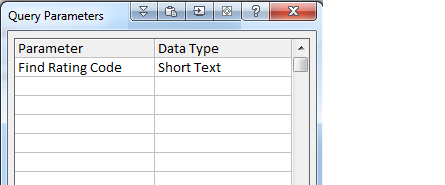 Query Parameters
Parameter Data Type
Find Rating Code Short Text